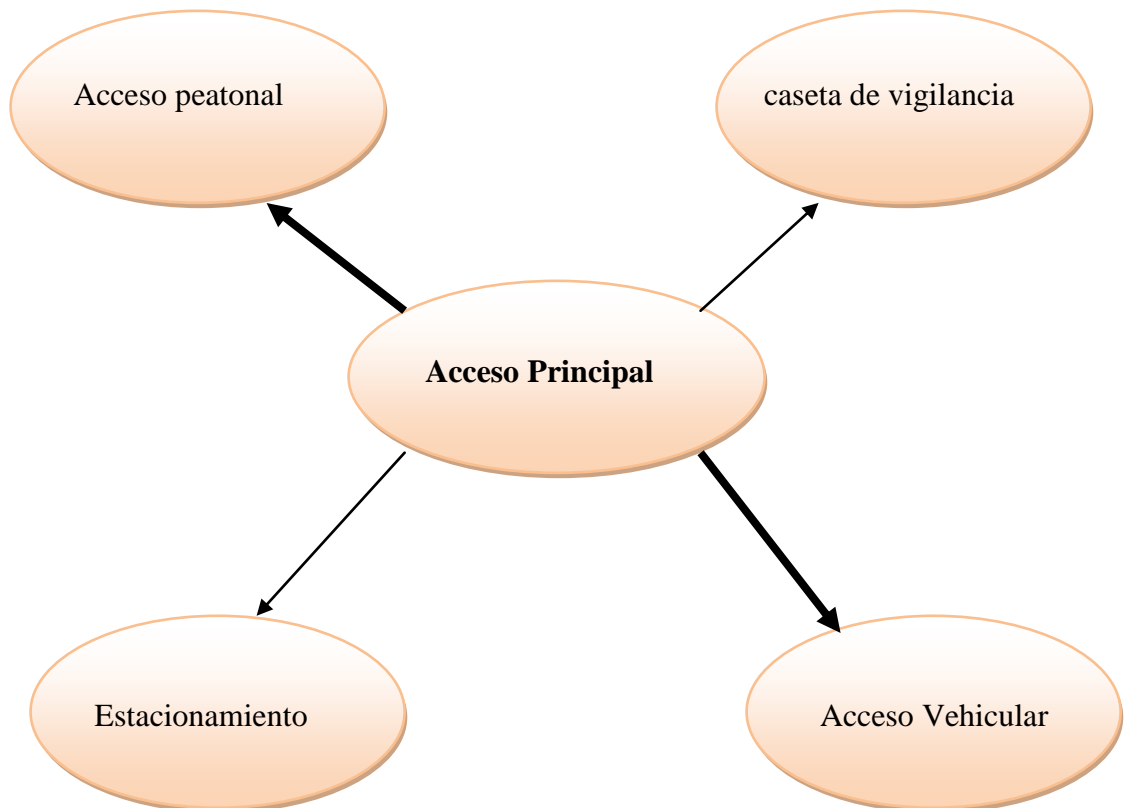 Acceso peatonal
caseta de vigilancia
Acceso Principal
Estacionamiento
Acceso Vehicular